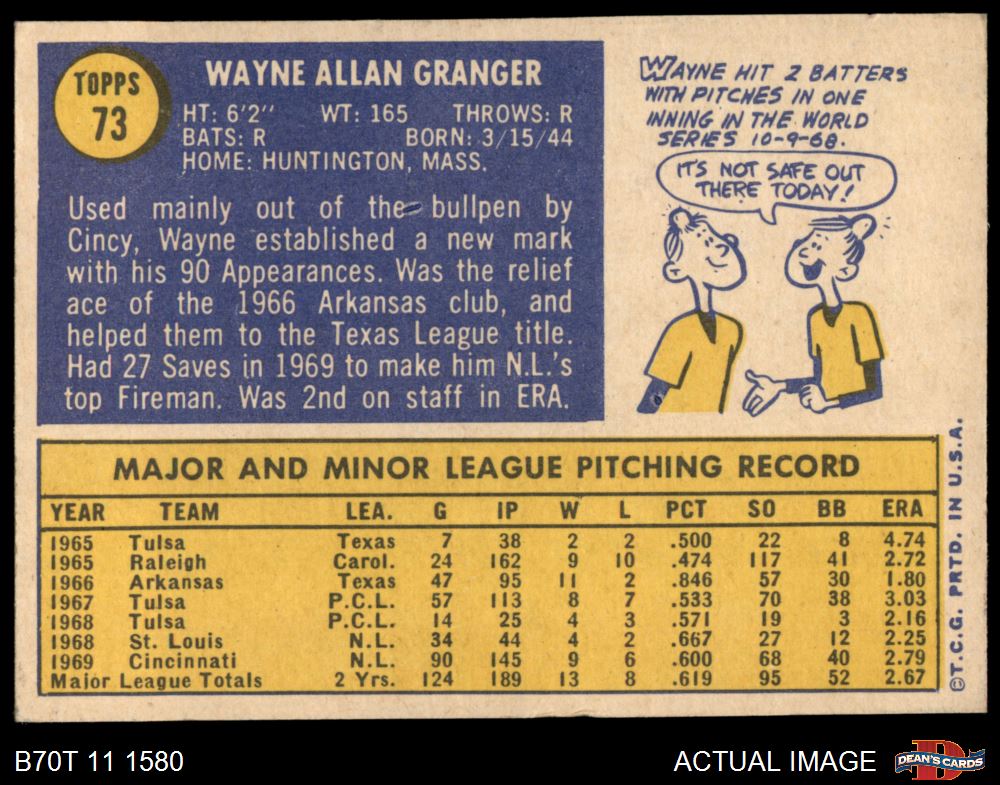 TOPPS
73
WAYNE ALLAN GRANGER
HT: 6'2" WT: 165 THROWS: R
BATS: R BORN: 3/15/44
HOME: HUNTINGTON, MASS.
Used mainly out of the bullpen by
Cincy, Wayne established a new mark
with his 90 Appearances. Was the relief
ace of the 1966 Arkansas club, and
helped them to the Texas League title.
Had 27 Saves in 1969 to make him N.L.'s
top Fireman. Was 2nd on staff in ERA.
WAYNE HIT 2 BATTERS
WITH PITCHES IN ONE
INNING IN THE WORLD
SERIES 10-9-68.
IT'S NOT SAFE OUT
THERE TODAY!
MAJOR AND MINOR LEAGUE PITCHING RECORD
YEAR TEAM LEA. G IP W L PCT SO BB ERA
1965 Tulsa Texas 7 38 2 2 .500 22 8 4.74
1965 Raleigh Carol. 24 162 9 10 .474 117 41 2.72
1966 Arkansas Texas 47 95 11 2 .846 57 30 1.80
1967 Tulsa P.C.L. 57 113 8 7 .533 70 38 3.03
1968 Tulsa P.C.L. 14 25 4 3 .571 19 3 2.16
1968 St. Louis N.L. 34 44 4 2 .667 27 12 2.25
1969 Cincinnati N.L. 90 145 9 6 .600 68 40 2.79
Major League Totals 2 Yrs. 124 189 13 8 .619 95 52 2.67
©T.C.G. PRTD. IN U.S.A.
B70T 11 1580
ACTUAL IMAGE
DEAN'S CARDS